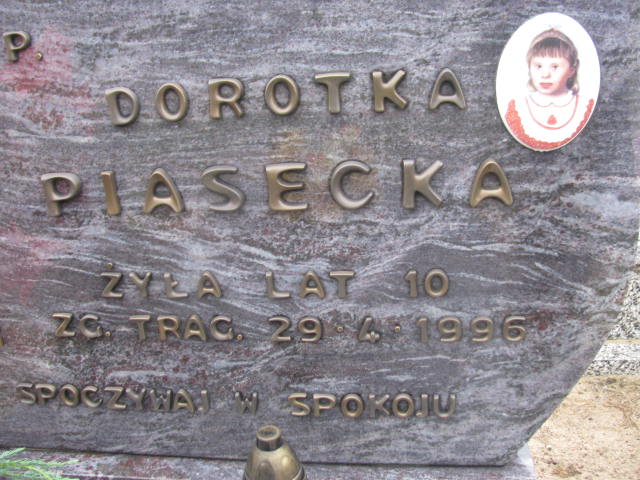 P.
DOROTKA
PIASECKA
ŻYŁA LAT 10
ZG. TRAG. 29·4·1996
SPOCZYWAJ W SPOKOJU